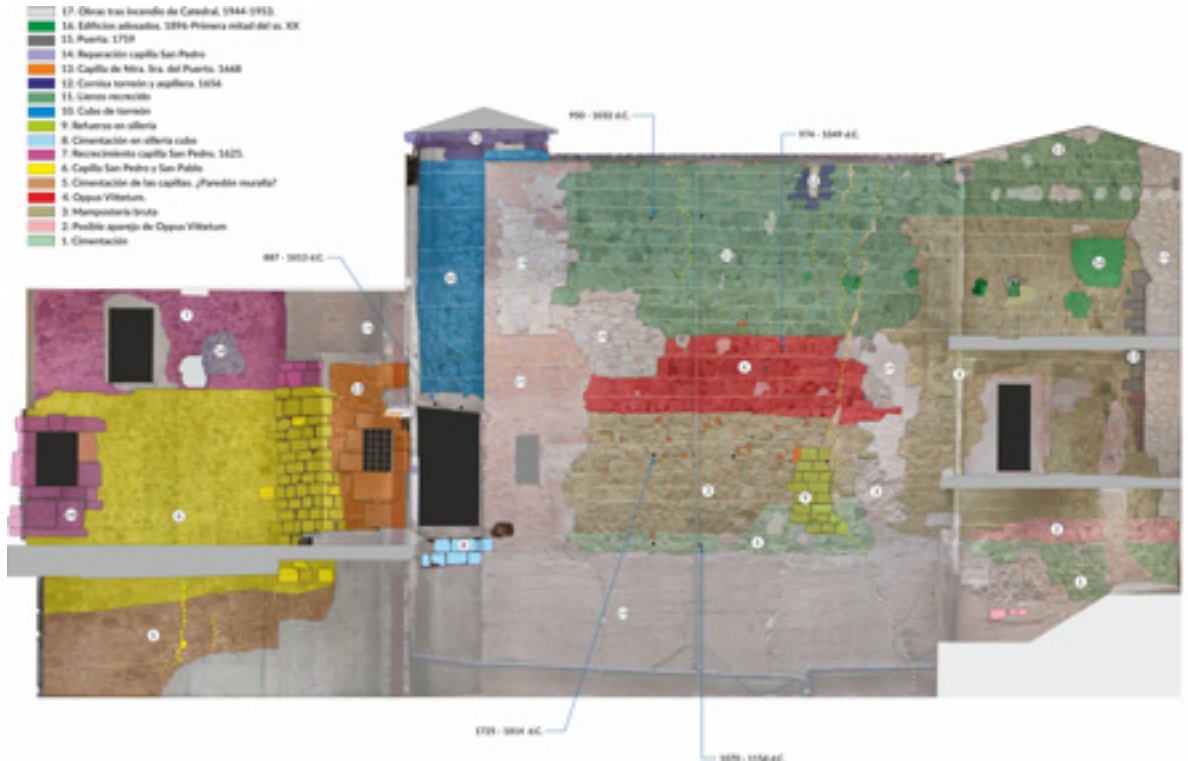 17. Obras tras incendio de Catedral, 1944-1953.
16. Edificios adosados. 1896-Primera mitad del ss. XX
15. Puerta. 1759
14. Reparación capilla San Pedro
13. Capilla de Ntra. Sra. del Puerto. 1668
12. Cornisa torreón y aspillera. 1656
11. Lienzo recrecido
10. Cubo de torreón
9. Refuerzo en sillería
8. Cimentación en sillería cubo
7. Recrecimiento capilla San Pedro. 1625.
6. Capilla San Pedro y San Pablo
5. Cimentación de las capillas. ¿Paredón muralla?
4. Oppus Vittatum.
3. Mampostería bruta
2. Posible aparejo de Oppus Vittatum
1. Cimentación
950 - 1032 d.C.
974 - 1049 d.C.
887 - 1013 d.C.